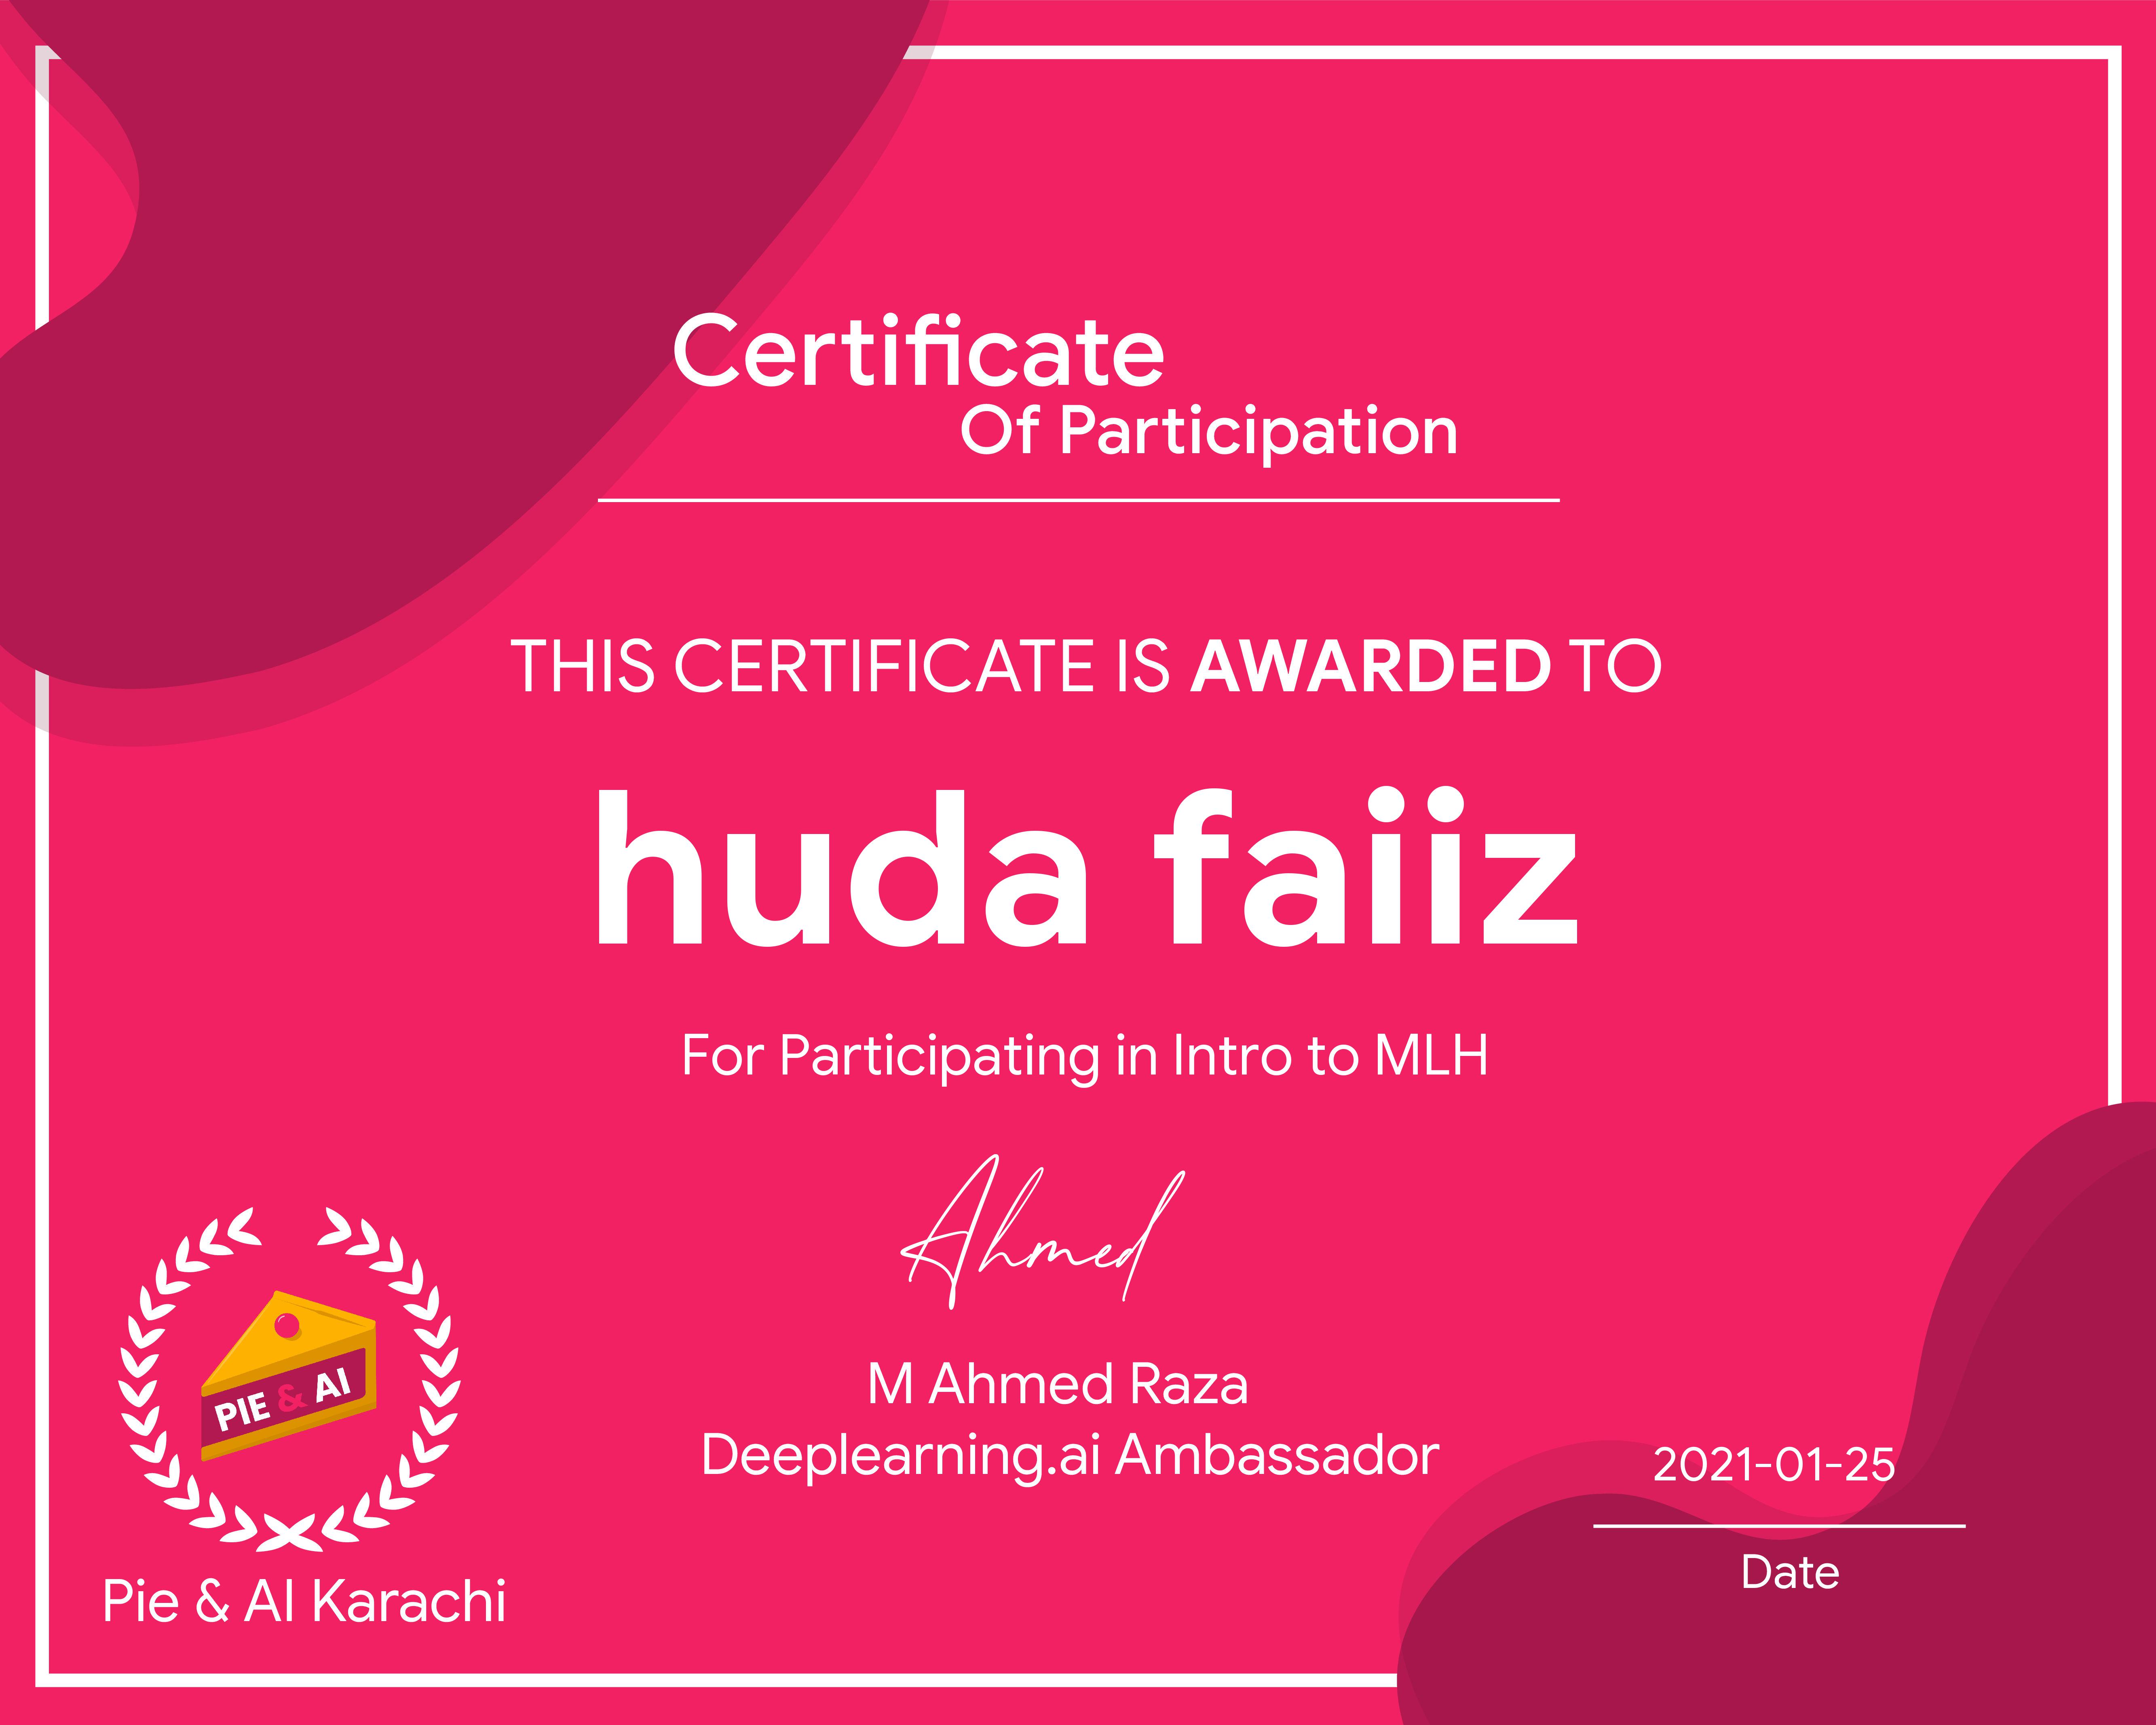 Certificate
Of Participation
THIS CERTIFICATE IS AWARDED TO
huda faiiz
For Participating in Intro to MLH
Ahmed
M Ahmed Raza
Deeplearning.ai Ambassador
PIE & AI
Pie & AI Karachi
2021-01-25
Date